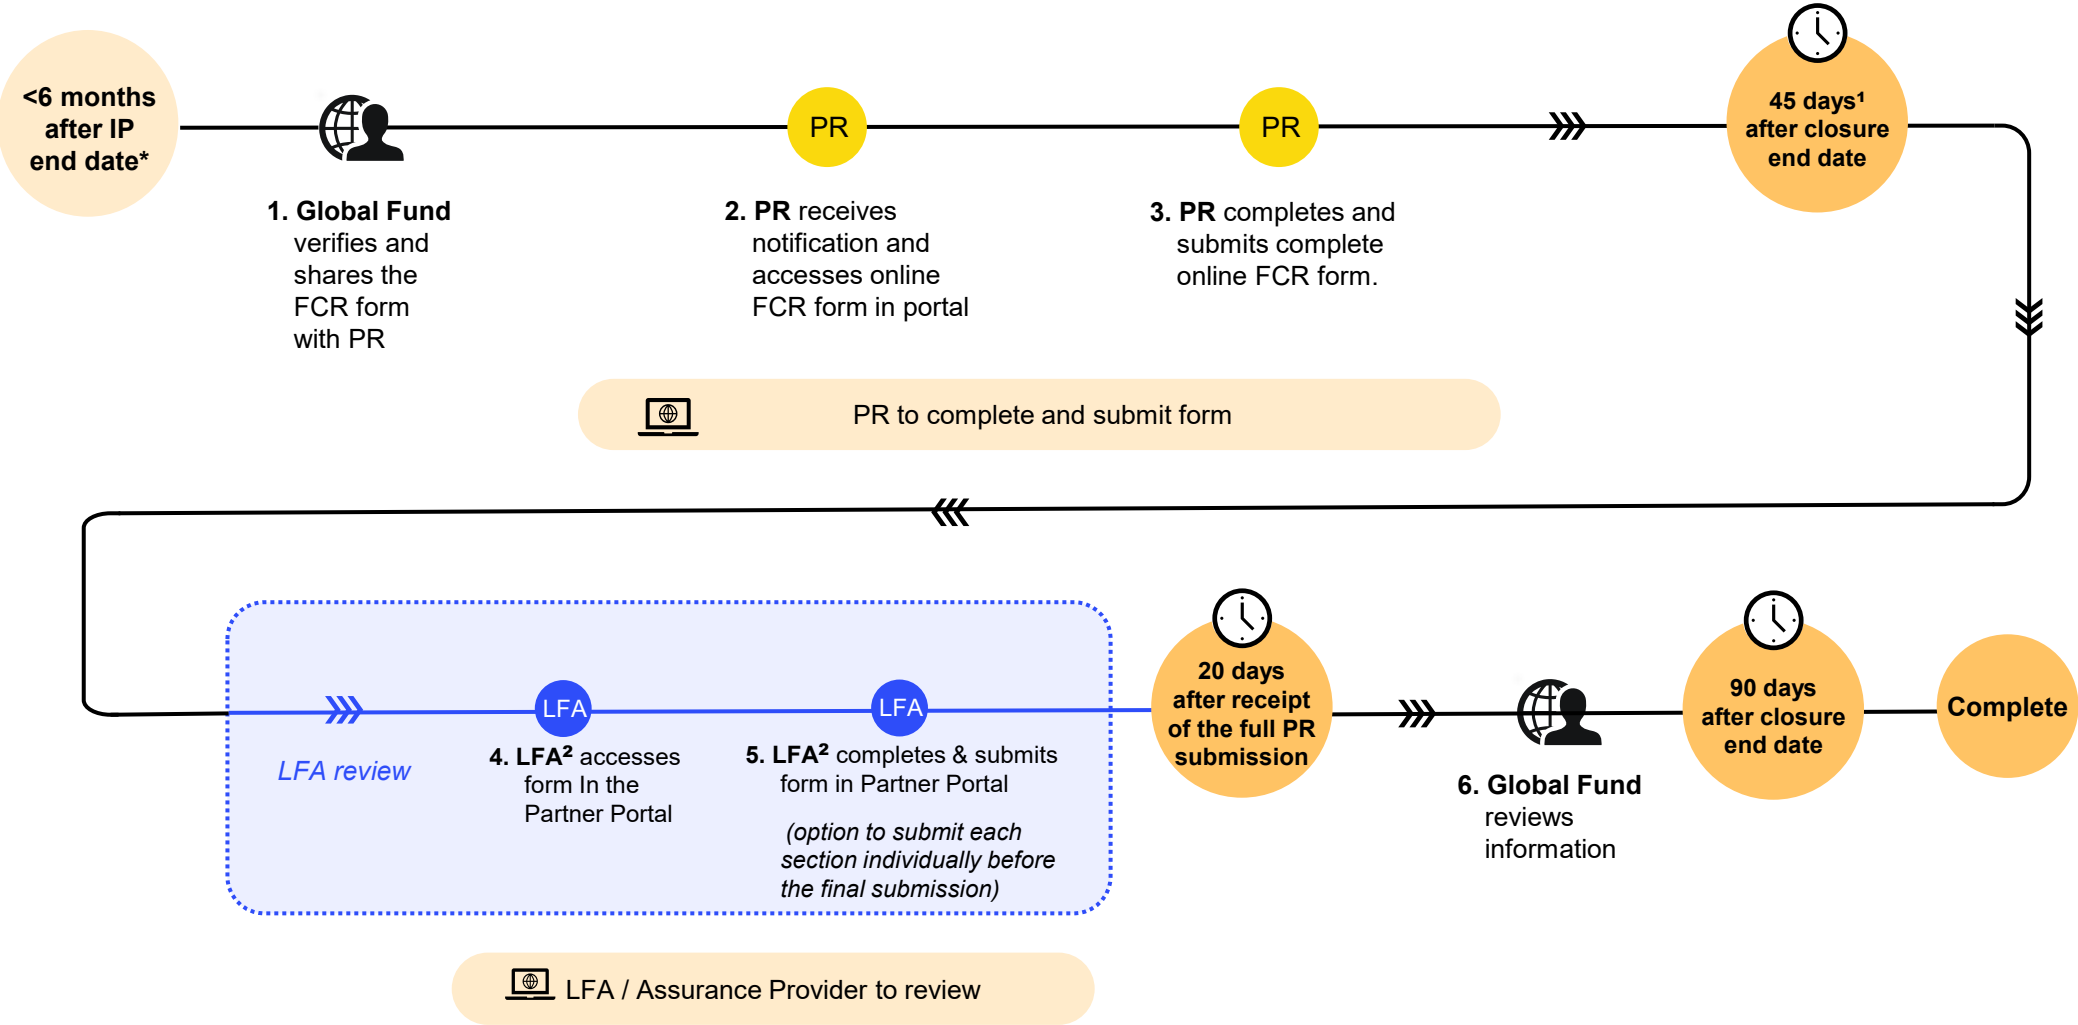 <6 months
after IP
end date*
1. Global Fund
verifies and
shares the
FCR form
with PR
PR
2. PR receives
notification and
accesses online
FCR form in portal
PR
3. PR completes and
submits complete
online FCR form.
45 days¹
after closure
end date
PR to complete and submit form
LFA review
LFA
4. LFA² accesses
form In the
Partner Portal
LFA
5. LFA² completes & submits
form in Partner Portal
(option to submit each
section individually before
the final submission)
20 days
after receipt
of the full PR
submission
6. Global Fund
reviews
information
90 days
after closure
end date
Complete
LFA / Assurance Provider to review